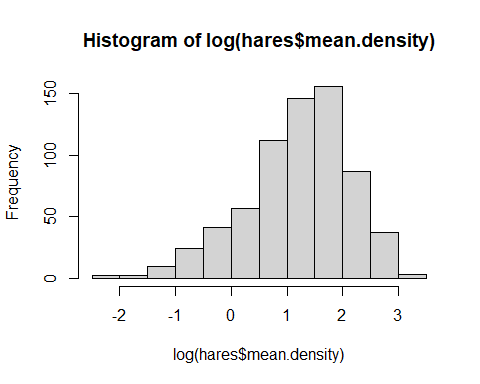 Histogram of log(hares$mean.density)
Frequency
150
100
50
0
-2 -1 0 1 2 3
log(hares$mean.density)